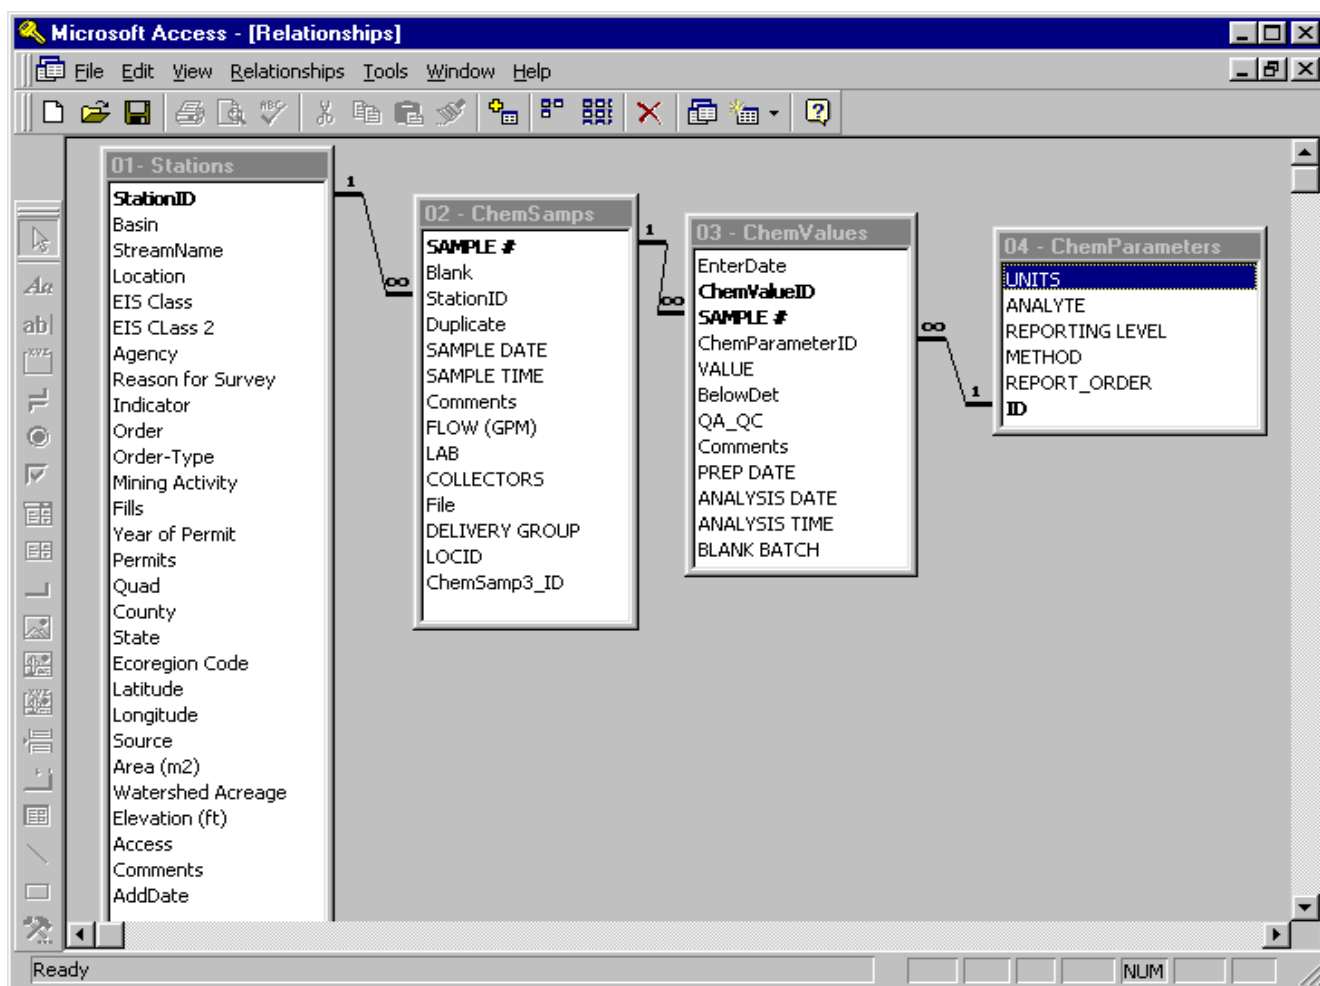 Microsoft Access - [Relationships]
File Edit View Relationships Tools Window Help
01- Stations
StationID
Basin
StreamName
Location
EIS Class
EIS CLass 2
Agency
Reason for Survey
Indicator
Order
Order-Type
Mining Activity
Fills
Year of Permit
Permits
Quad
County
State
Ecoregion Code
Latitude
Longitude
Source
Area (m2)
Watershed Acreage
Elevation (ft)
Access
Comments
AddDate
1
∞
02 - ChemSamps
SAMPLE #
Blank
StationID
Duplicate
SAMPLE DATE
SAMPLE TIME
Comments
FLOW (GPM)
LAB
COLLECTORS
File
DELIVERY GROUP
LOCID
ChemSamp3_ID
1
∞
03 - ChemValues
EnterDate
ChemValueID
SAMPLE #
ChemParameterID
VALUE
BelowDet
QA_QC
Comments
PREP DATE
ANALYSIS DATE
ANALYSIS TIME
BLANK BATCH
∞
1
04 - ChemParameters
UNITS
ANALYTE
REPORTING LEVEL
METHOD
REPORT_ORDER
ID
Aa
ab|
Ready
NUM